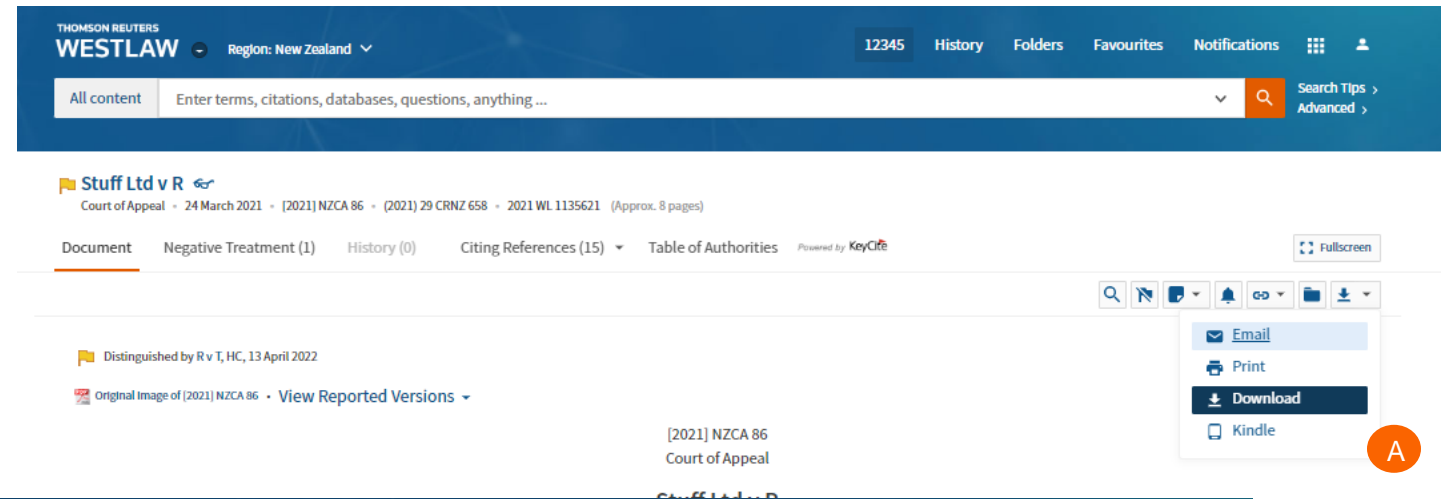 THOMSON REUTERS
WESTLAW Region: New Zealand 12345 History Folders Favourites Notifications
All content Enter terms, citations, databases, questions, anything ... Search Tips
Advanced
Stuff Ltd v R
Court of Appeal • 24 March 2021 • [2021] NZCA 86 • (2021) 29 CRNZ 658 • 2021 WL 1135621 (Approx. 8 pages)
Document Negative Treatment (1) History (0) Citing References (15) Table of Authorities Powered by KeyCite Fullscreen
Email
Distinguished by R v T, HC, 13 April 2022
Print
Original Image of [2021] NZCA 86 • View Reported Versions
Download
Kindle
[2021] NZCA 86
A
Court of Appeal
Stuff Ltd v R